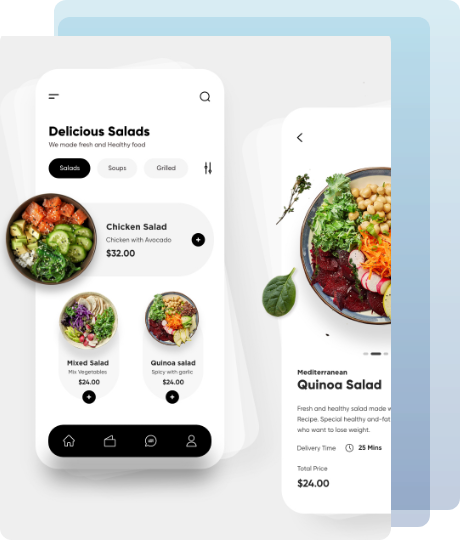 Delicious Salads
We made fresh and Healthy food
Salads
Soups
Grilled
Chicken Salad
Chicken with Avocado
$32.00
Mixed Salad
Mix Vegetables
$24.00
Quinoa salad
Spicy with garlic
$24.00
Mediterranean
Quinoa Salad
Fresh and healthy salad made w
Recipe. Special healthy and-fat
who want to lose weight.
Delivery Time
25 Mins
Total Price
$24.00